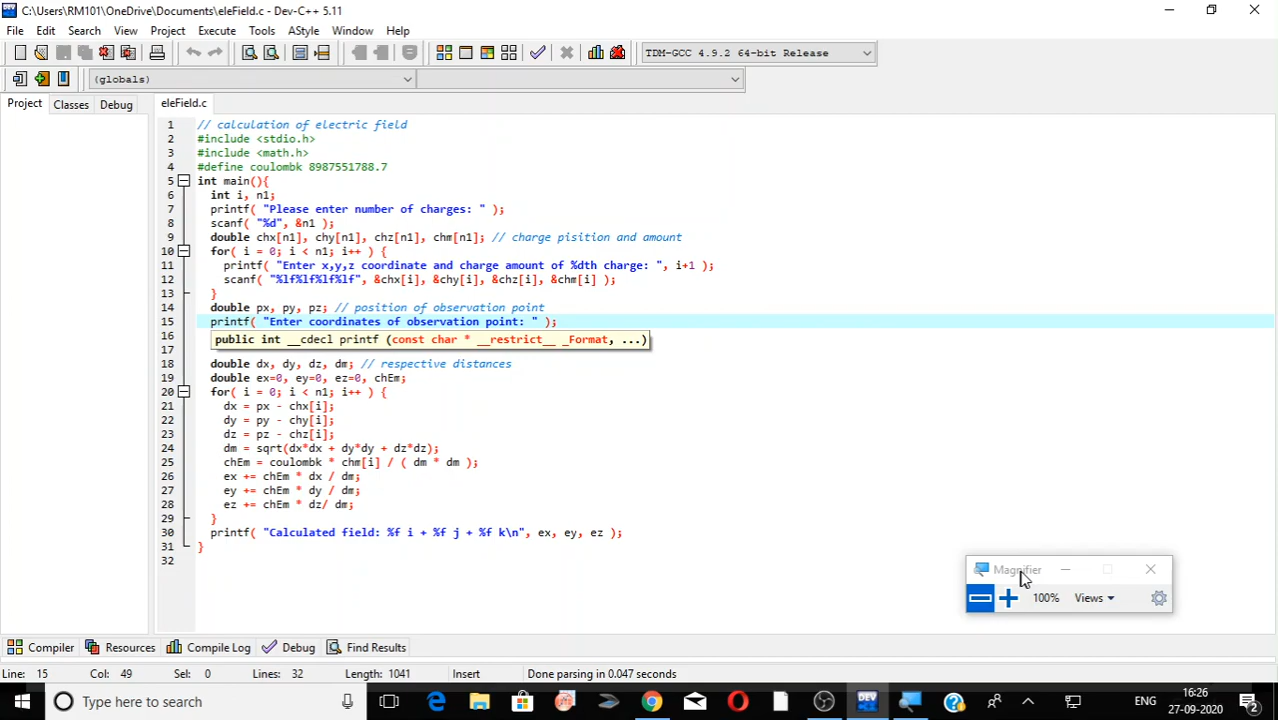 C:\Users\RM101\OneDrive\Documents\eleField.c - Dev-C++ 5.11
File Edit Search View Project Execute Tools AStyle Window Help
TDM-GCC 4.9.2 64-bit Release
(globals)
Project Classes Debug eleField.c
1 // calculation of electric field
2 #include <stdio.h>
3 #include <math.h>
4 #define coulombk 8987551788.7
5 int main(){
6 int i, n1;
7 printf( "Please enter number of charges: " );
8 scanf( "%d", &n1 );
9 double chx[n1], chy[n1], chz[n1], chm[n1]; // charge pisition and amount
10 for( i = 0; i < n1; i++ ) {
11 printf( "Enter x,y,z coordinate and charge amount of %dth charge: ", i+1 );
12 scanf( "%lf%lf%lf%lf", &chx[i], &chy[i], &chz[i], &chm[i] );
13 }
14 double px, py, pz; // position of observation point
15 printf( "Enter coordinates of observation point: " );
16 public int __cdecl printf (const char * __restrict__ _Format, ...)
17
18 double dx, dy, dz, dm; // respective distances
19 double ex=0, ey=0, ez=0, chEm;
20 for( i = 0; i < n1; i++ ) {
21 dx = px - chx[i];
22 dy = py - chy[i];
23 dz = pz - chz[i];
24 dm = sqrt(dx*dx + dy*dy + dz*dz);
25 chEm = coulombk * chm[i] / ( dm * dm );
26 ex += chEm * dx / dm;
27 ey += chEm * dy / dm;
28 ez += chEm * dz/ dm;
29 }
30 printf( "Calculated field: %f i + %f j + %f k\n", ex, ey, ez );
31 }
32
Magnifier
100% Views
Compiler Resources Compile Log Debug Find Results
Line: 15 Col: 49 Sel: 0 Lines: 32 Length: 1041 Insert Done parsing in 0.047 seconds
Type here to search
DEV
ENG
16:26
27-09-2020
2